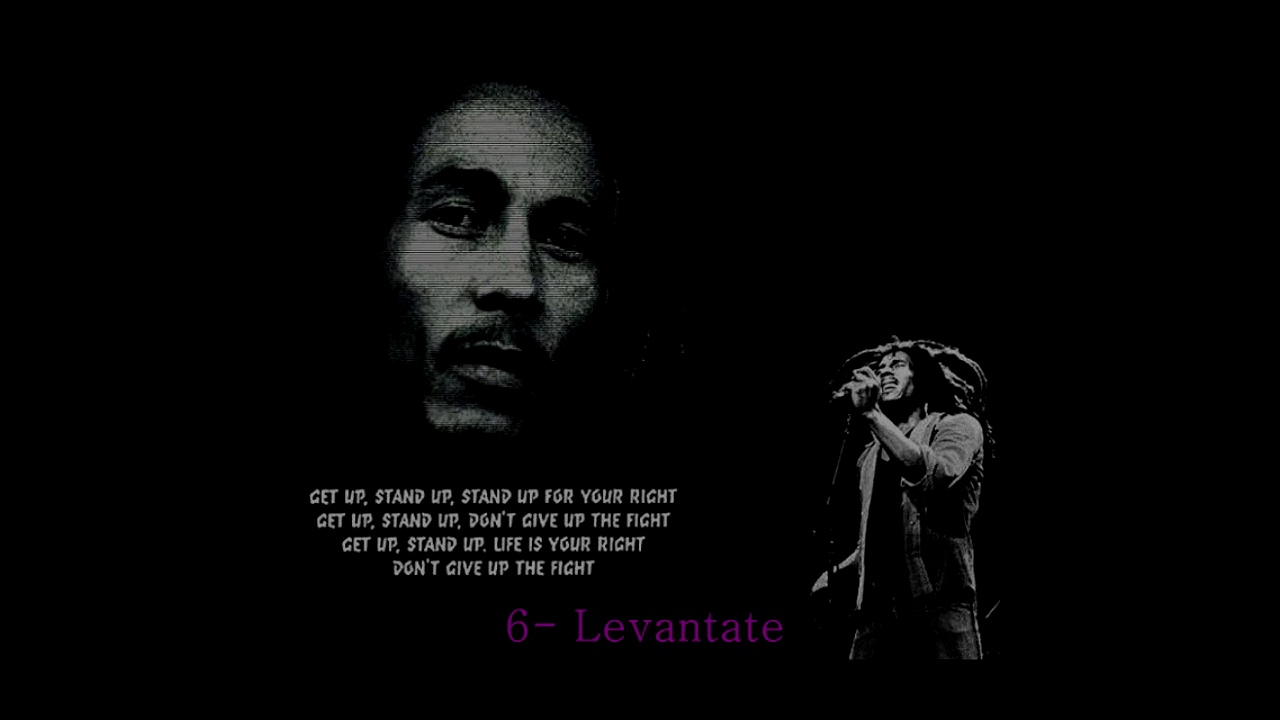 GET UP, STAND UP, STAND UP FOR YOUR RIGHT
GET UP, STAND UP, DON'T GIVE UP THE FIGHT
GET UP, STAND UP. LIFE IS YOUR RIGHT
DON'T GIVE UP THE FIGHT
6- Levantate